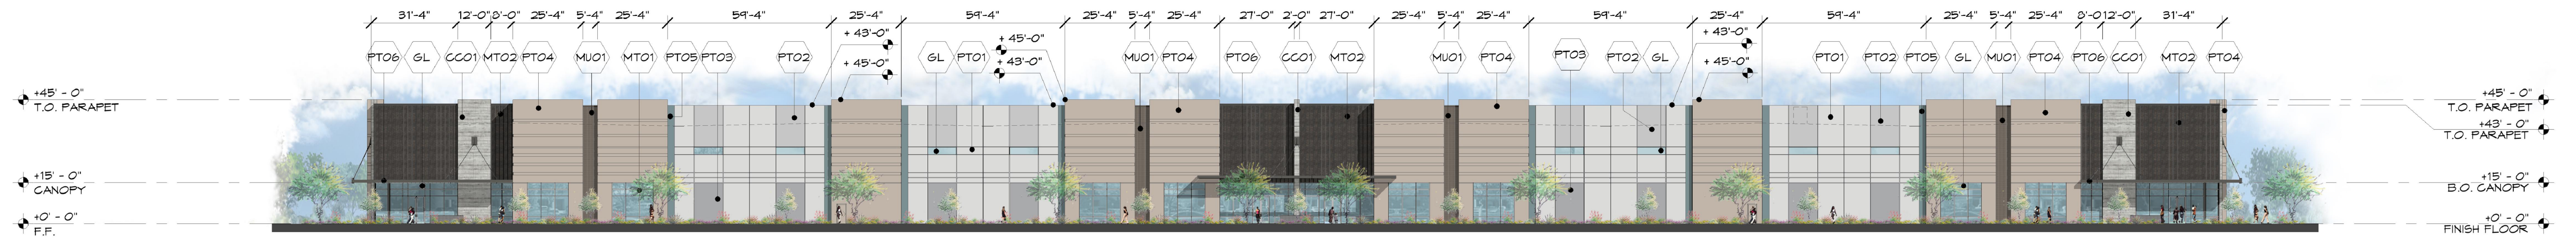 31'-4" 12'-0" 8'-0" 25'-4" 5'-4" 25'-4" 59'-4" 25'-4" 59'-4" 25'-4" 5'-4" 25'-4" 27'-0" 2'-0" 27'-0" 25'-4" 5'-4" 25'-4" 59'-4" 25'-4" 59'-4" 25'-4" 5'-4" 25'-4" 8'-0 12'-0" 31'-4"
+ 43'-0" + 45'-0" + 43'-0"
PT06 GL CC01 MT02 PT04 MU01 MT01 PT05 PT03 PT02 + 45'-0" GL PT01 + 43'-0" MU01 PT04 PT06 CC01 MT02 MU01 PT04 PT03 PT02 GL + 45'-0" PT01 PT02 PT05 GL MU01 PT04 PT06 CC01 MT02 PT04
+45' - 0"
T.O. PARAPET
+15' - 0"
CANOPY
+0' - 0"
F.F.
+45' - 0"
T.O. PARAPET
+43' - 0"
T.O. PARAPET
+15' - 0"
B.O. CANOPY
+0' - 0"
FINISH FLOOR